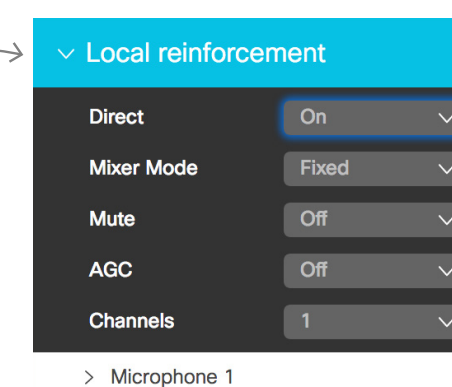 Local reinforcement
Direct On
Mixer Mode Fixed
Mute Off
AGC Off
Channels 1
Microphone 1